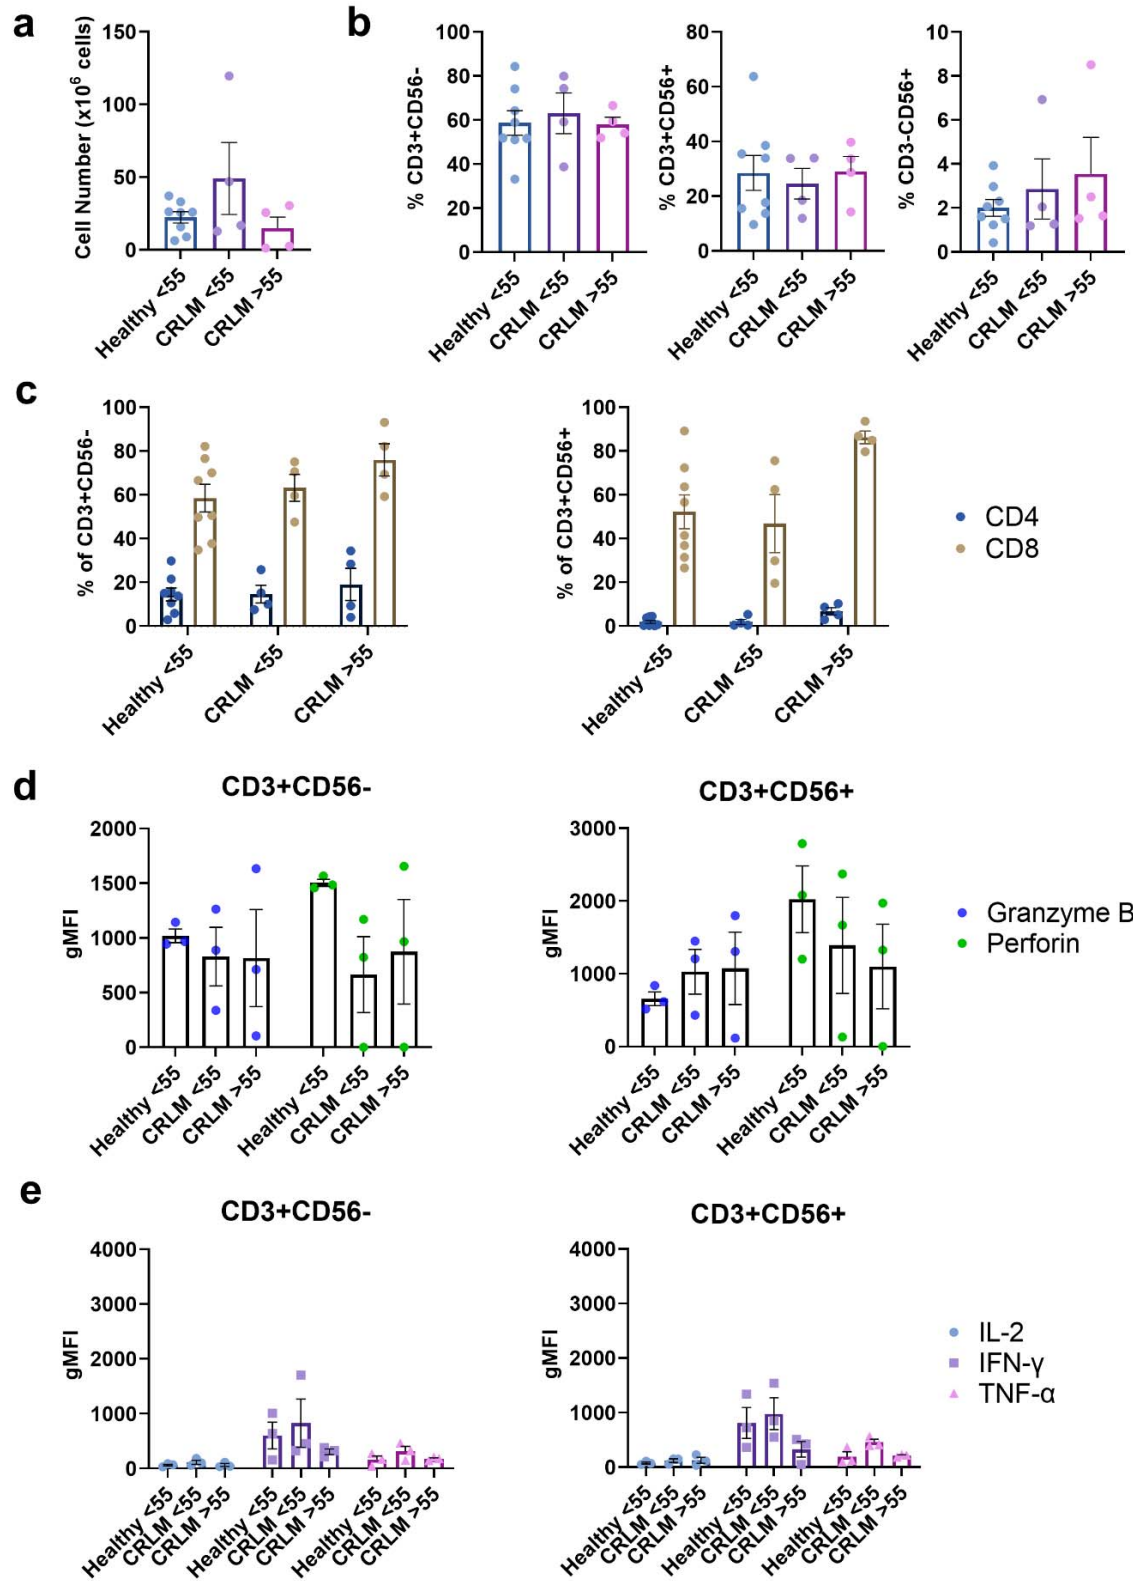 a
Cell Number (x10⁶ cells)
150
100
50
0
Healthy <55
CRLM <55
CRLM >55
b
% CD3+CD56-
100
80
60
40
20
0
Healthy <55
CRLM <55
CRLM >55
% CD3+CD56+
80
60
40
20
0
Healthy <55
CRLM <55
CRLM >55
% CD3-CD56+
10
8
6
4
2
0
Healthy <55
CRLM <55
CRLM >55
c
% of CD3+CD56-
100
80
60
40
20
0
Healthy <55
CRLM <55
CRLM >55
% of CD3+CD56+
100
80
60
40
20
0
Healthy <55
CRLM <55
CRLM >55
CD4
CD8
d
CD3+CD56-
gMFI
2000
1500
1000
500
0
Healthy <55
CRLM <55
CRLM >55
Healthy <55
CRLM <55
CRLM >55
CD3+CD56+
gMFI
3000
2000
1000
0
Healthy <55
CRLM <55
CRLM >55
Healthy <55
CRLM <55
CRLM >55
Granzyme B
Perforin
e
CD3+CD56-
gMFI
4000
3000
2000
1000
0
Healthy <55
CRLM <55
CRLM >55
Healthy <55
CRLM <55
CRLM >55
Healthy <55
CRLM <55
CRLM >55
CD3+CD56+
gMFI
4000
3000
2000
1000
0
Healthy <55
CRLM <55
CRLM >55
Healthy <55
CRLM <55
CRLM >55
Healthy <55
CRLM <55
CRLM >55
IL-2
IFN-γ
TNF-α